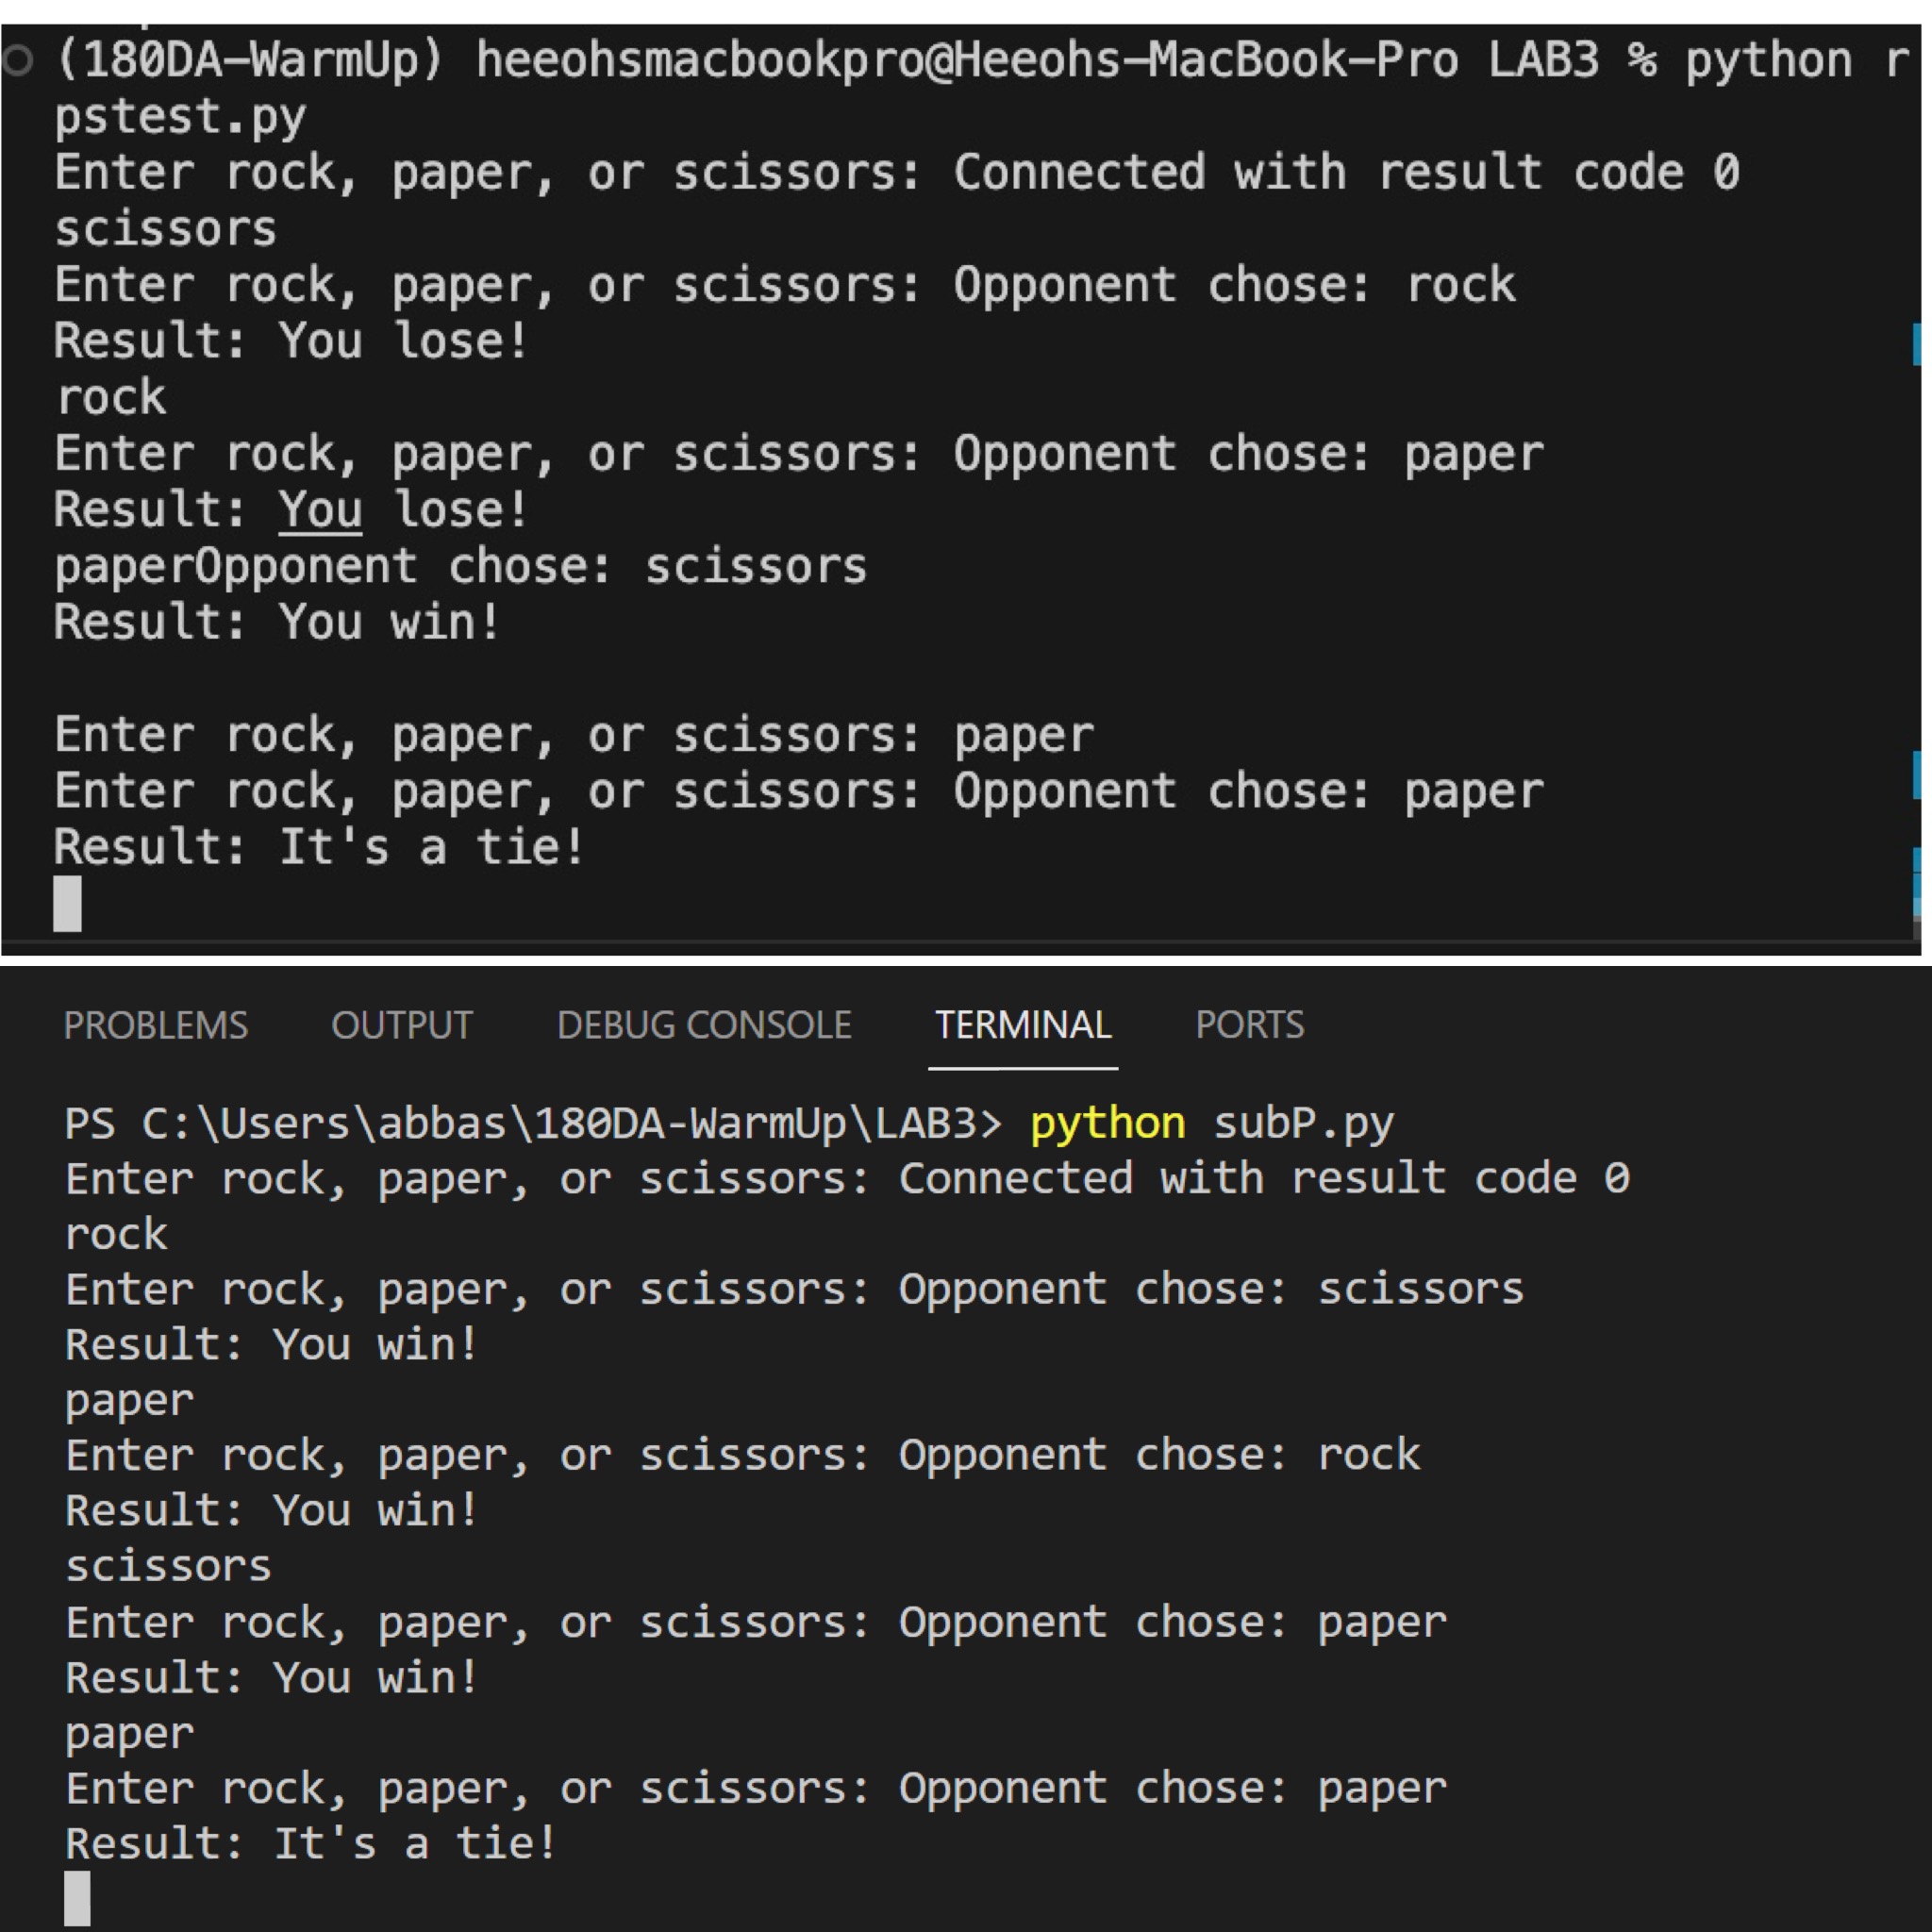 (180DA-WarmUp) heeohsmacbookpro@Heeohs-MacBook-Pro LAB3 % python r
pstest.py
Enter rock, paper, or scissors: Connected with result code 0
scissors
Enter rock, paper, or scissors: Opponent chose: rock
Result: You lose!
rock
Enter rock, paper, or scissors: Opponent chose: paper
Result: You lose!
paperOpponent chose: scissors
Result: You win!
Enter rock, paper, or scissors: paper
Enter rock, paper, or scissors: Opponent chose: paper
Result: It's a tie!
PROBLEMS OUTPUT DEBUG CONSOLE TERMINAL PORTS
PS C:\Users\abbas\180DA-WarmUp\LAB3> python subP.py
Enter rock, paper, or scissors: Connected with result code 0
rock
Enter rock, paper, or scissors: Opponent chose: scissors
Result: You win!
paper
Enter rock, paper, or scissors: Opponent chose: rock
Result: You win!
scissors
Enter rock, paper, or scissors: Opponent chose: paper
Result: You win!
paper
Enter rock, paper, or scissors: Opponent chose: paper
Result: It's a tie!